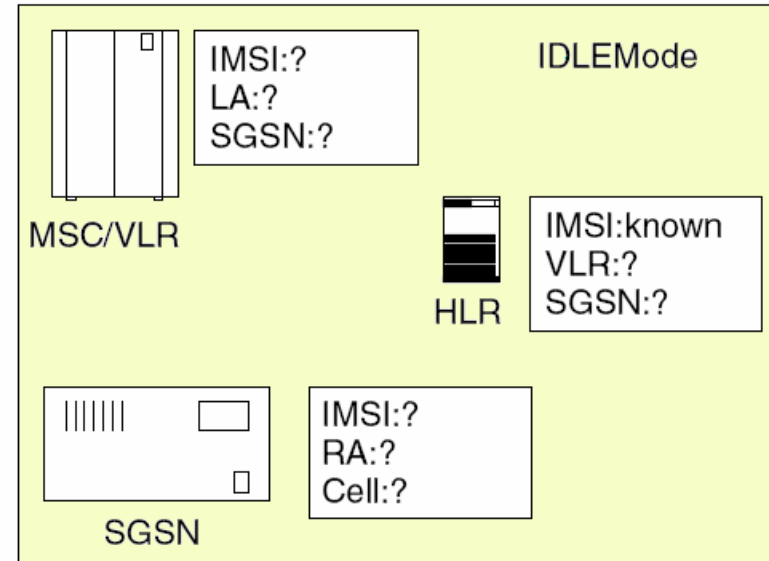 IMSI:?
LA:?
SGSN:?
IDLEMode
MSC/VLR
IMSI:known
VLR:?
SGSN:?
HLR
IMSI:?
RA:?
Cell:?
SGSN